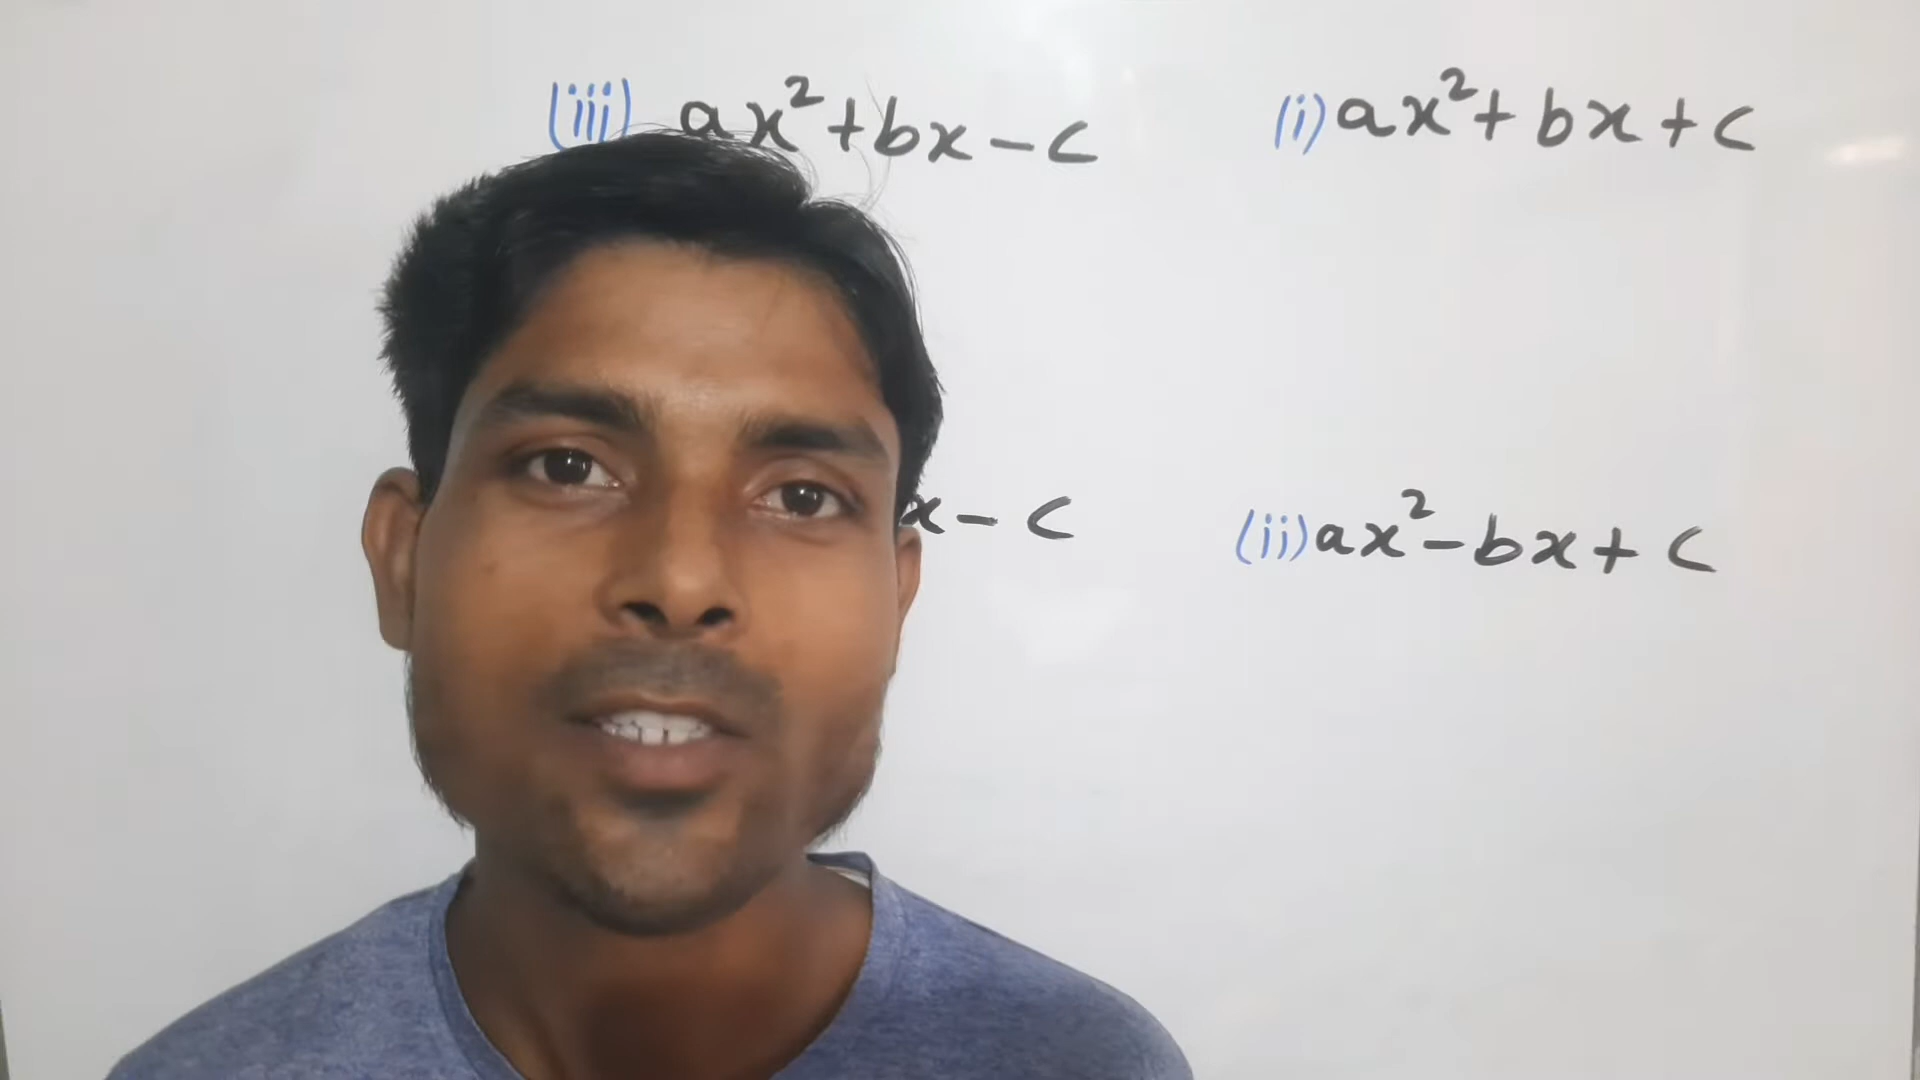 (iii) ax²+bx-c
(i) ax²+bx+c
x-c
(ii) ax²-bx+c